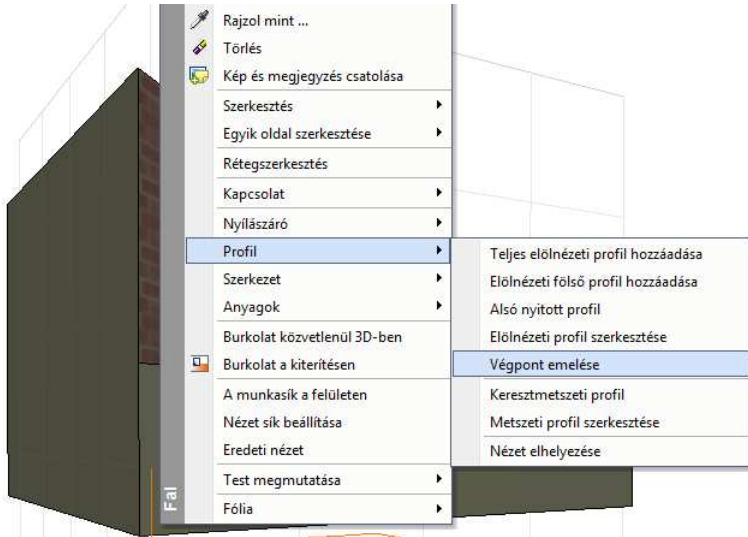 Rajzol mint ...
Törlés
Kép és megjegyzés csatolása
Szerkesztés
Egyik oldal szerkesztése
Rétegszerkesztés
Kapcsolat
Nyílászáró
Profil
Szerkezet
Anyagok
Burkolat közvetlenül 3D-ben
Burkolat a kiterítésen
A munkasík a felületen
Nézet sík beállítása
Eredeti nézet
Test megmutatása
Fólia
Fal
Teljes elölnézeti profil hozzáadása
Elölnézeti fölső profil hozzáadása
Alsó nyitott profil
Elölnézeti profil szerkesztése
Végpont emelése
Keresztmetszeti profil
Metszeti profil szerkesztése
Nézet elhelyezése